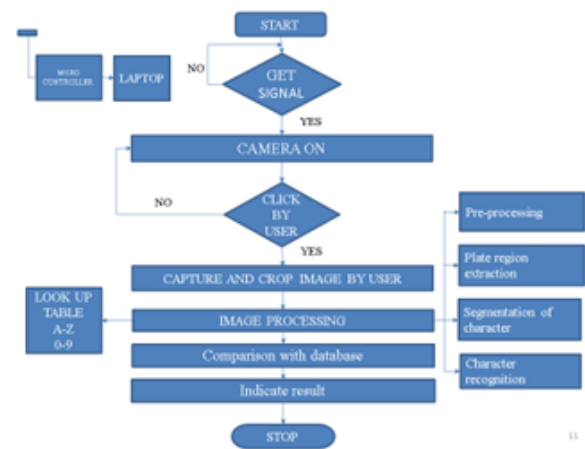 START
NO
GET
SIGNAL
MICRO
CONTROLLER
LAPTOP
YES
CAMERA ON
NO
CLICK
BY
USER
YES
CAPTURE AND CROP IMAGE BY USER
LOOK UP
TABLE
A-Z
0-9
IMAGE PROCESSING
Comparison with database
Indicate result
STOP
Pre-processing
Plate region
extraction
Segmentation of
character
Character
recognition
11